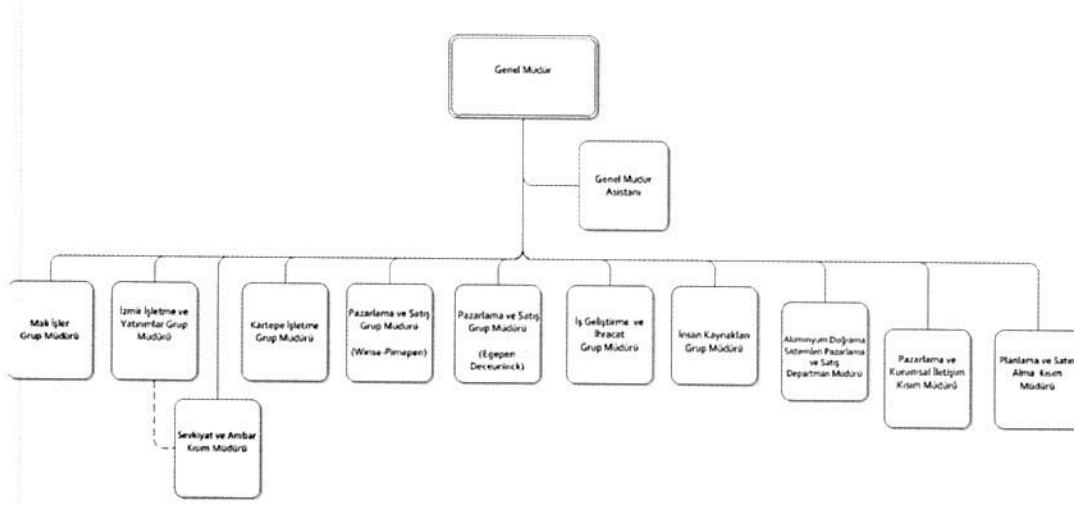 Genel Müdür
Genel Müdür
Asistanı
Mali İşler
Grup Müdürü
İzmir İşletme ve
Yatırımlar Grup
Müdürü
Sevkiyat ve Ambar
Kısım Müdürü
Kartepe İşletme
Grup Müdürü
Pazarlama ve Satış
Grup Müdürü
(Winsa-Pimapen)
Pazarlama ve Satış
Grup Müdürü
(Egepen
Deceuninck)
İş Geliştirme ve
İhracat
Grup Müdürü
İnsan Kaynakları
Grup Müdürü
Alüminyum Doğrama
Sistemleri Pazarlama
ve Satış
Departman Müdürü
Pazarlama ve
Kurumsal İletişim
Kısım Müdürü
Planlama ve Satın
Alma Kısım
Müdürü